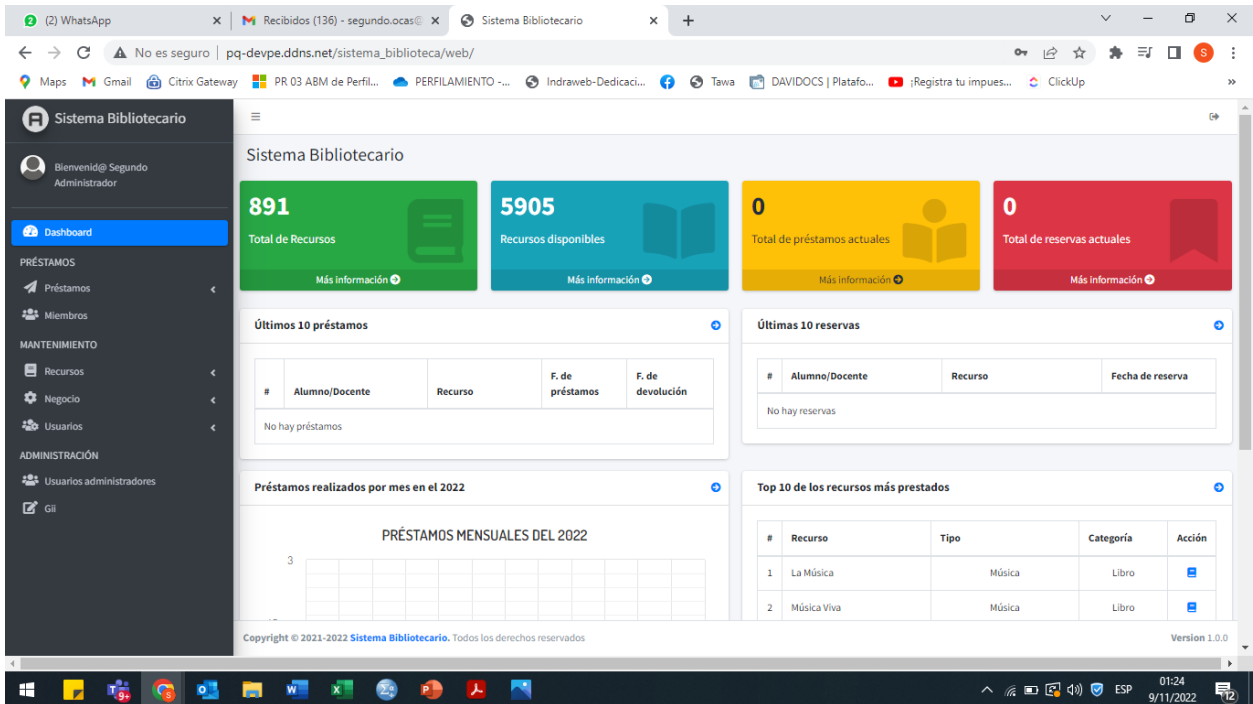 (2) WhatsApp
Recibidos (136) - segundo.ocas
Sistema Bibliotecario
No es seguro | pq-devpe.ddns.net/sistema_biblioteca/web/
S
Maps Gmail Citrix Gateway PR 03 ABM de Perfil... PERFILAMIENTO -... Indraweb-Dedicaci... Tawa DAVIDOCS | Platafo... ¡Registra tu impues... ClickUp »
Sistema Bibliotecario
Bienvenid@ Segundo
Administrador
Dashboard
PRÉSTAMOS
Préstamos
Miembros
MANTENIMIENTO
Recursos
Negocio
Usuarios
ADMINISTRACIÓN
Usuarios administradores
Gii
Sistema Bibliotecario
891
Total de Recursos
Más información
5905
Recursos disponibles
Más información
0
Total de préstamos actuales
Más información
0
Total de reservas actuales
Más información
Últimos 10 préstamos
# Alumno/Docente Recurso F. de préstamos F. de devolución
No hay préstamos
Últimas 10 reservas
# Alumno/Docente Recurso Fecha de reserva
No hay reservas
Préstamos realizados por mes en el 2022
PRÉSTAMOS MENSUALES DEL 2022
3
Top 10 de los recursos más prestados
# Recurso Tipo Categoría Acción
1 La Música Música Libro
2 Música Viva Música Libro
Copyright © 2021-2022 Sistema Bibliotecario. Todos los derechos reservados
Version 1.0.0
9+
ESP
01:24
9/11/2022
12